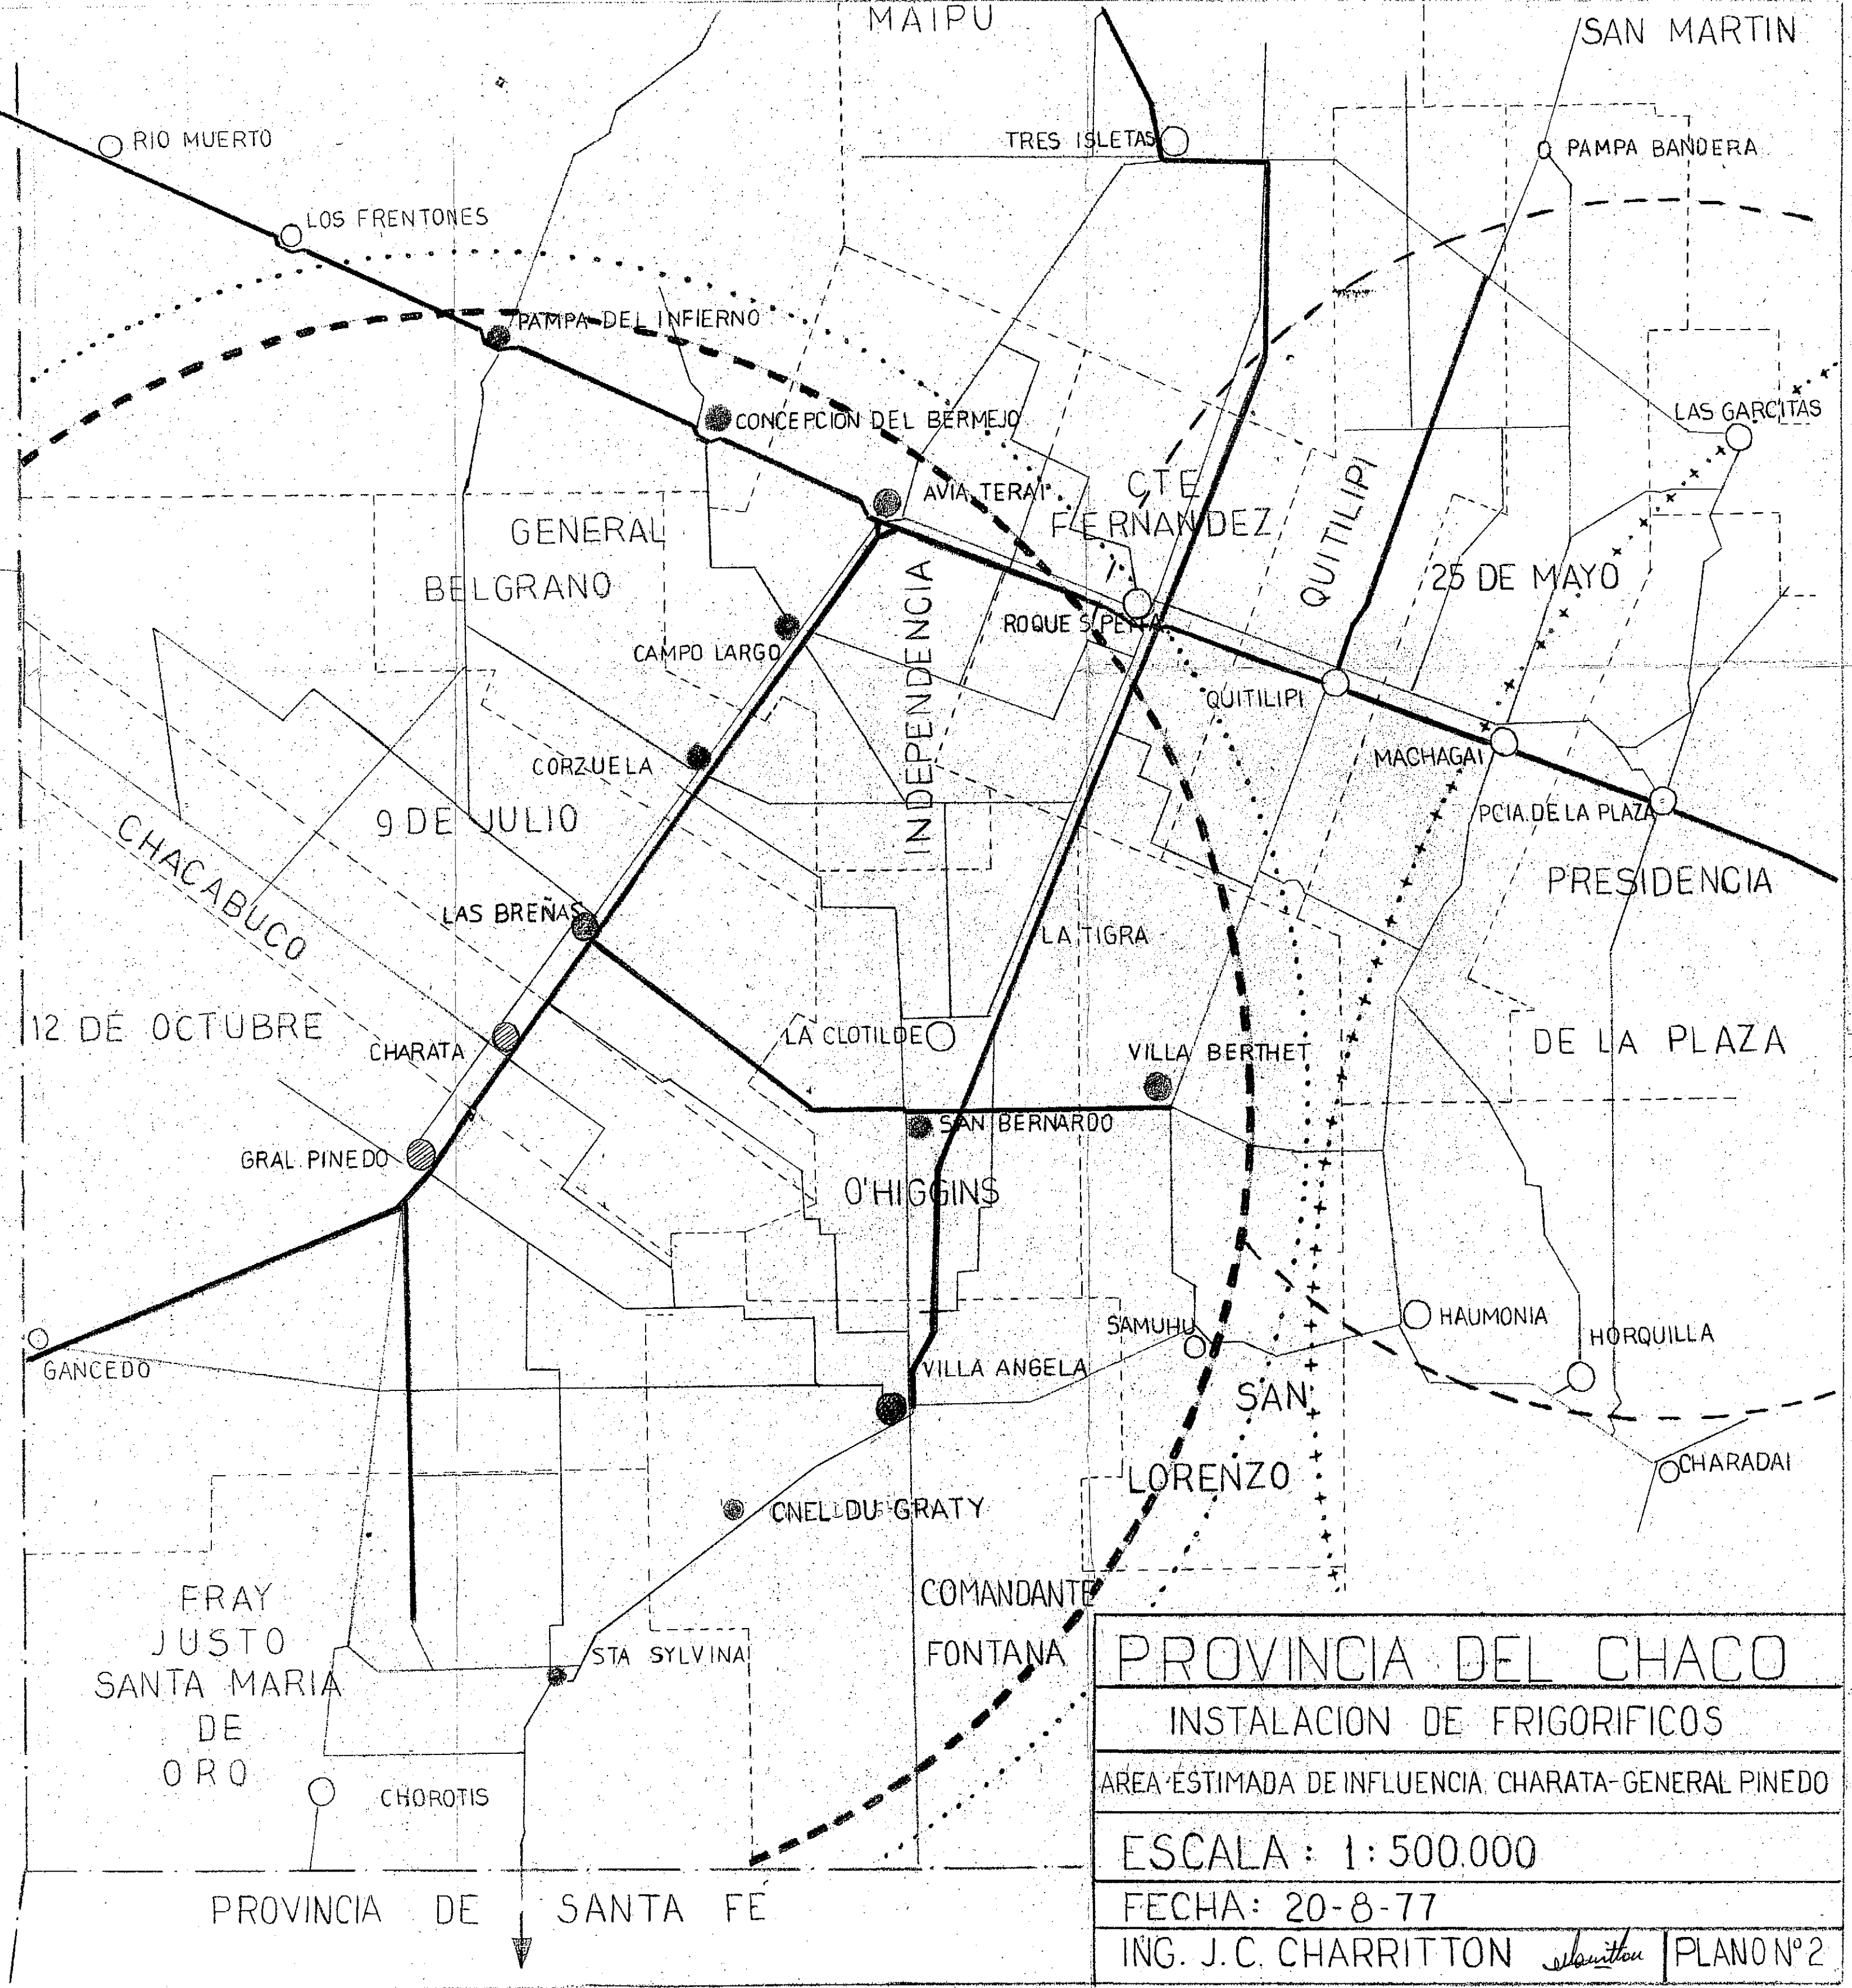 MAIPU
SAN MARTIN
RIO MUERTO
TRES ISLETAS
PAMPA BANDERA
LOS FRENTONES
PAMPA DEL INFIERNO
CONCEPCION DEL BERMEJO
LAS GARCITAS
AVIA TERAI
CTE
FERNANDEZ
QUITILIPI
GENERAL
BELGRANO
25 DE MAYO
INDEPENDENCIA
ROQUE S. PEÑA
CAMPO LARGO
QUITILIPI
CORZUELA
MACHAGAI
9 DE JULIO
PCIA. DE LA PLAZA
CHACABUCO
PRESIDENCIA
LAS BREÑAS
LA TIGRA
12 DE OCTUBRE
CHARATA
LA CLOTILDE
VILLA BERTHET
DE LA PLAZA
SAN BERNARDO
GRAL. PINEDO
O'HIGGINS
SAMUHU
HAUMONIA
HORQUILLA
GANCEDO
VILLA ANGELA
SAN
LORENZO
CHARADAI
CNEL DU GRATY
FRAY
JUSTO
SANTA MARIA
DE
ORO
COMANDANTE
FONTANA
STA SYLVINA
CHOROTIS
PROVINCIA DE SANTA FE
PROVINCIA DEL CHACO
INSTALACION DE FRIGORIFICOS
AREA ESTIMADA DE INFLUENCIA CHARATA-GENERAL PINEDO
ESCALA : 1:500.000
FECHA: 20-8-77
ING. J.C. CHARRITTON
PLANO Nº 2